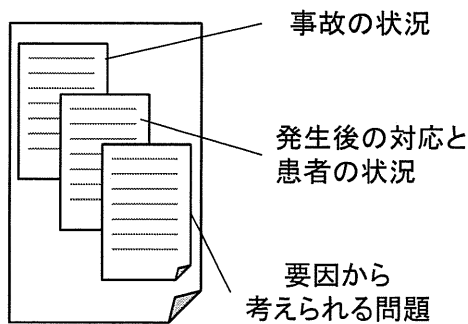 事故の状況
発生後の対応と
患者の状況
要因から
考えられる問題